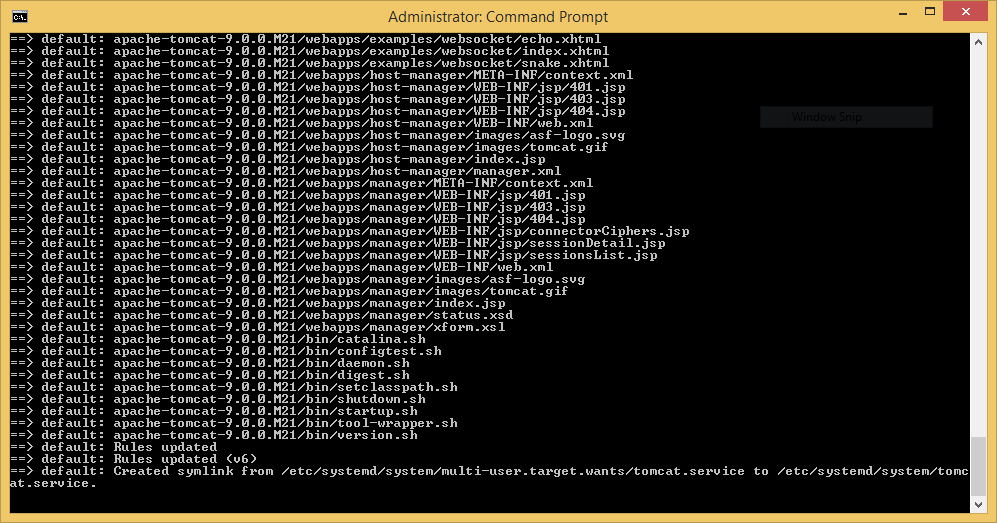 Administrator: Command Prompt
==> default: apache-tomcat-9.0.0.M21/webapps/examples/websocket/echo.xhtml
==> default: apache-tomcat-9.0.0.M21/webapps/examples/websocket/index.xhtml
==> default: apache-tomcat-9.0.0.M21/webapps/examples/websocket/snake.xhtml
==> default: apache-tomcat-9.0.0.M21/webapps/host-manager/META-INF/context.xml
==> default: apache-tomcat-9.0.0.M21/webapps/host-manager/WEB-INF/jsp/401.jsp
==> default: apache-tomcat-9.0.0.M21/webapps/host-manager/WEB-INF/jsp/403.jsp
==> default: apache-tomcat-9.0.0.M21/webapps/host-manager/WEB-INF/jsp/404.jsp
Window Snip
==> default: apache-tomcat-9.0.0.M21/webapps/host-manager/WEB-INF/web.xml
==> default: apache-tomcat-9.0.0.M21/webapps/host-manager/images/asf-logo.svg
==> default: apache-tomcat-9.0.0.M21/webapps/host-manager/images/tomcat.gif
==> default: apache-tomcat-9.0.0.M21/webapps/host-manager/index.jsp
==> default: apache-tomcat-9.0.0.M21/webapps/host-manager/manager.xml
==> default: apache-tomcat-9.0.0.M21/webapps/manager/META-INF/context.xml
==> default: apache-tomcat-9.0.0.M21/webapps/manager/WEB-INF/jsp/401.jsp
==> default: apache-tomcat-9.0.0.M21/webapps/manager/WEB-INF/jsp/403.jsp
==> default: apache-tomcat-9.0.0.M21/webapps/manager/WEB-INF/jsp/404.jsp
==> default: apache-tomcat-9.0.0.M21/webapps/manager/WEB-INF/jsp/connectorCiphers.jsp
==> default: apache-tomcat-9.0.0.M21/webapps/manager/WEB-INF/jsp/sessionDetail.jsp
==> default: apache-tomcat-9.0.0.M21/webapps/manager/WEB-INF/jsp/sessionsList.jsp
==> default: apache-tomcat-9.0.0.M21/webapps/manager/WEB-INF/web.xml
==> default: apache-tomcat-9.0.0.M21/webapps/manager/images/asf-logo.svg
==> default: apache-tomcat-9.0.0.M21/webapps/manager/images/tomcat.gif
==> default: apache-tomcat-9.0.0.M21/webapps/manager/index.jsp
==> default: apache-tomcat-9.0.0.M21/webapps/manager/status.xsd
==> default: apache-tomcat-9.0.0.M21/webapps/manager/xform.xsl
==> default: apache-tomcat-9.0.0.M21/bin/catalina.sh
==> default: apache-tomcat-9.0.0.M21/bin/configtest.sh
==> default: apache-tomcat-9.0.0.M21/bin/daemon.sh
==> default: apache-tomcat-9.0.0.M21/bin/digest.sh
==> default: apache-tomcat-9.0.0.M21/bin/setclasspath.sh
==> default: apache-tomcat-9.0.0.M21/bin/shutdown.sh
==> default: apache-tomcat-9.0.0.M21/bin/startup.sh
==> default: apache-tomcat-9.0.0.M21/bin/tool-wrapper.sh
==> default: apache-tomcat-9.0.0.M21/bin/version.sh
==> default: Rules updated
==> default: Rules updated (v6)
==> default: Created symlink from /etc/systemd/system/multi-user.target.wants/tomcat.service to /etc/systemd/system/tomc
at.service.